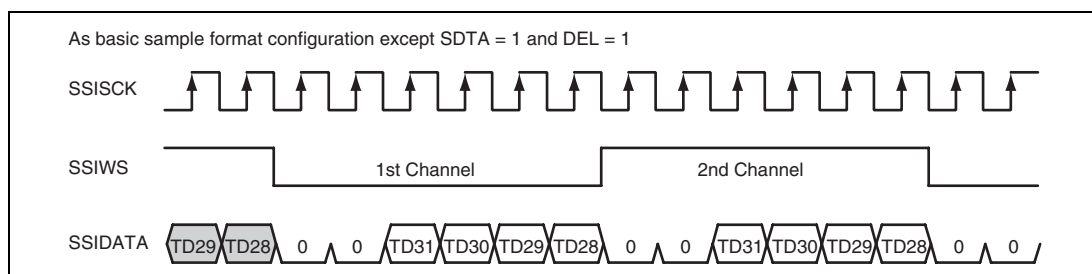 As basic sample format configuration except SDTA = 1 and DEL = 1
SSISCK
SSIWS 1st Channel 2nd Channel
SSIDATA TD29 TD28 0 0 TD31 TD30 TD29 TD28 0 0 TD31 TD30 TD29 TD28 0 0